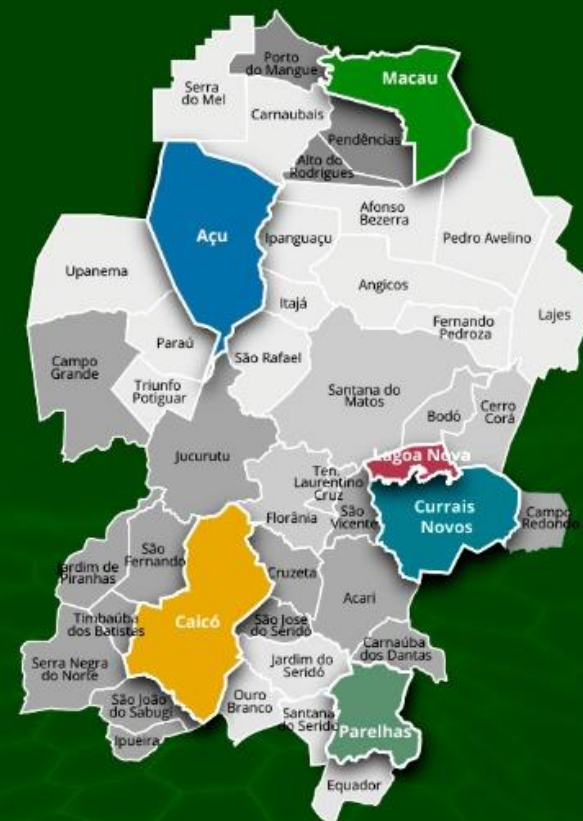 Porto
do Mangue
Macau
Serra
do Mel
Carnaubais
Pendências
Alto do
Rodrigues
Afonso
Bezerra
Açu
Ipanguaçu
Pedro Avelino
Upanema
Angicos
Itajá
Lajes
Fernando
Pedroza
Paraú
São Rafael
Campo
Grande
Triunfo
Potiguar
Santana do
Matos
Bodó
Cerro
Corá
Jucurutu
Lagoa Nova
Ten.
Laurentino
Cruz
Currais
Novos
São
Vicente
Campo
Redondo
Florânia
São
Fernando
Jardim de
Piranhas
Cruzeta
Acari
Timbaúba
dos Batistas
Caicó
São Jose
do Seridó
Carnaúba
dos Dantas
Serra Negra
do Norte
Jardim do
Seridó
São João
do Sabugi
Ouro
Branco
Santana
do Serido
Parelhas
Ipueira
Equador